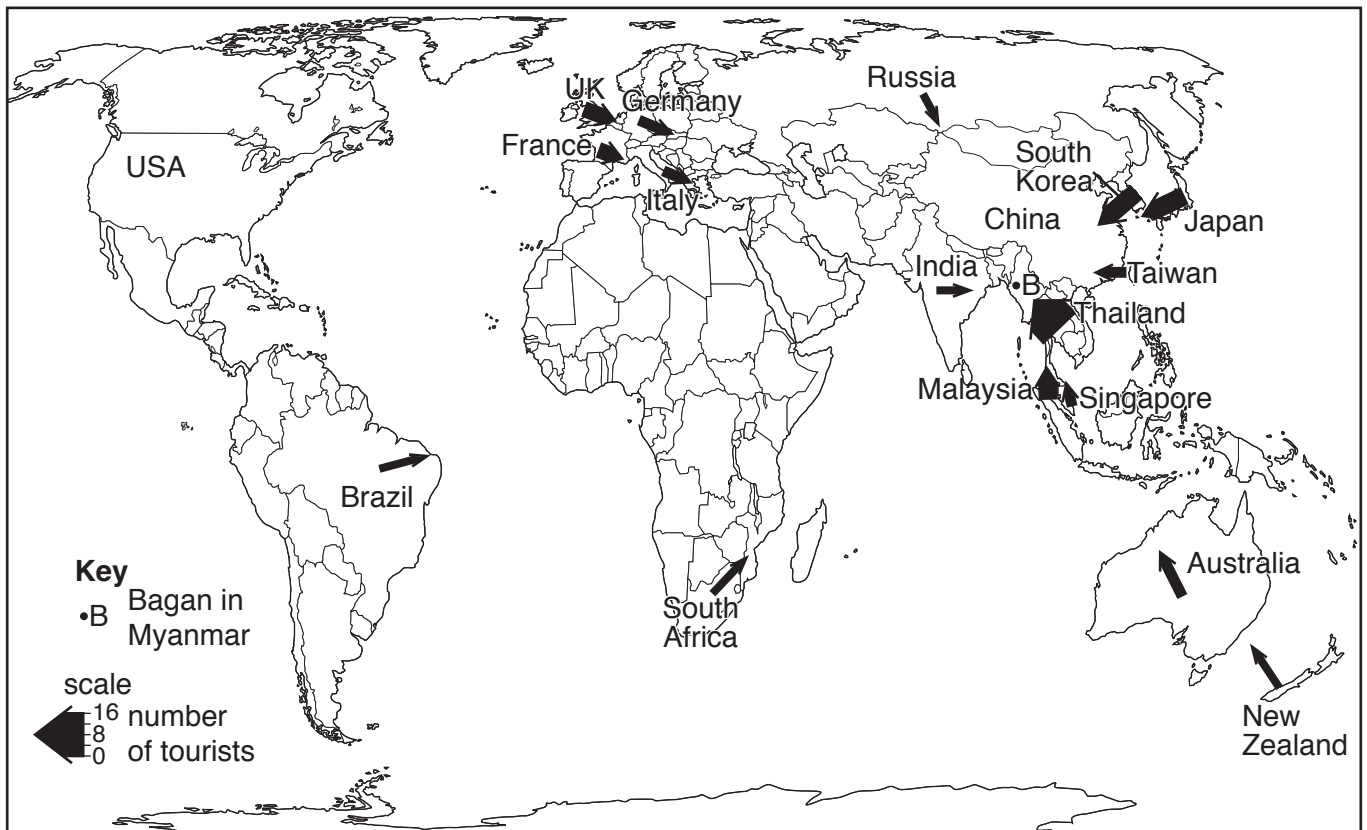 Russia
UK
Germany
France
USA
South
Korea
Italy
China
Japan
India
Taiwan
•B
Thailand
Malaysia
Singapore
Brazil
Australia
South
Africa
New
Zealand
Key
•B Bagan in
Myanmar
scale
16 number
8 of tourists
0